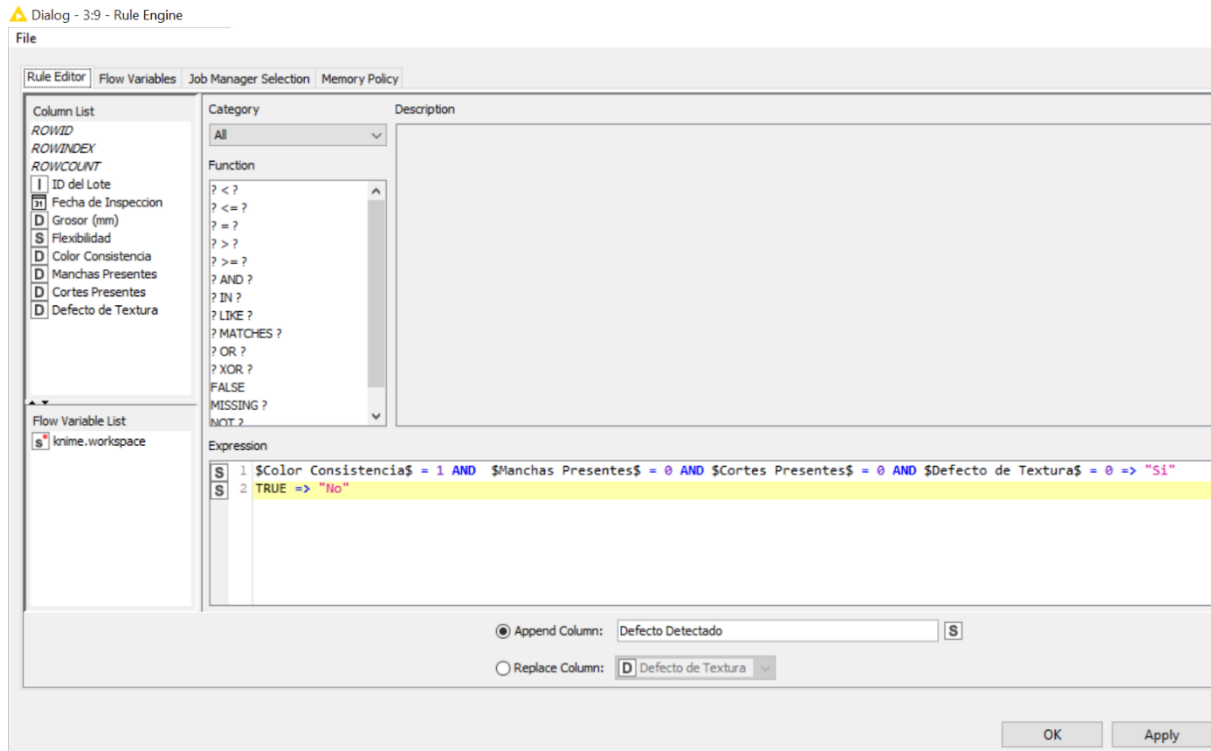 Dialog - 3:9 - Rule Engine
File
Rule Editor Flow Variables Job Manager Selection Memory Policy
Column List
ROWID
ROWINDEX
ROWCOUNT
I ID del Lote
31 Fecha de Inspeccion
D Grosor (mm)
S Flexibilidad
D Color Consistencia
D Manchas Presentes
D Cortes Presentes
D Defecto de Textura
Flow Variable List
s knime.workspace
Category
All
Function
? < ?
? <= ?
? = ?
? > ?
? >= ?
? AND ?
? IN ?
? LIKE ?
? MATCHES ?
? OR ?
? XOR ?
FALSE
MISSING ?
NOT ?
Description
Expression
S 1 $Color Consistencia$ = 1 AND  $Manchas Presentes$ = 0 AND $Cortes Presentes$ = 0 AND $Defecto de Textura$ = 0 => "Si"
S 2 TRUE => "No"
Append Column: Defecto Detectado S
Replace Column: D Defecto de Textura
OK Apply